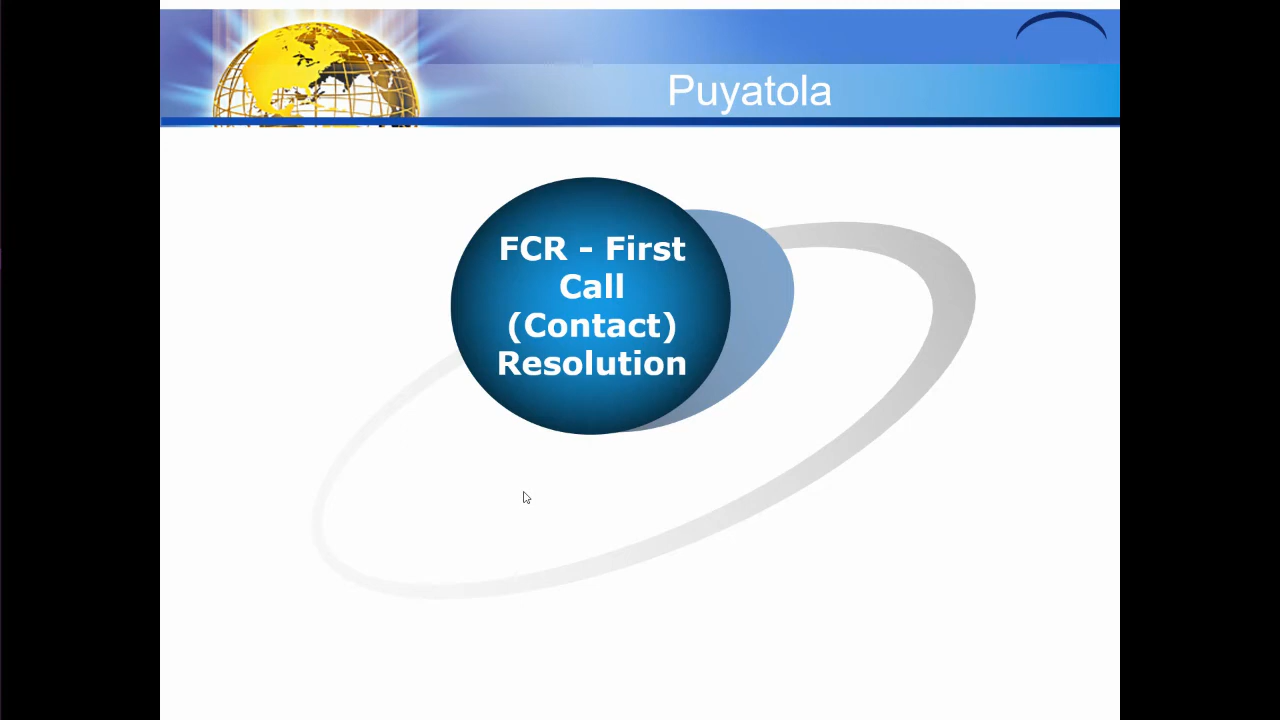 Puyatola
FCR - First
Call
(Contact)
Resolution